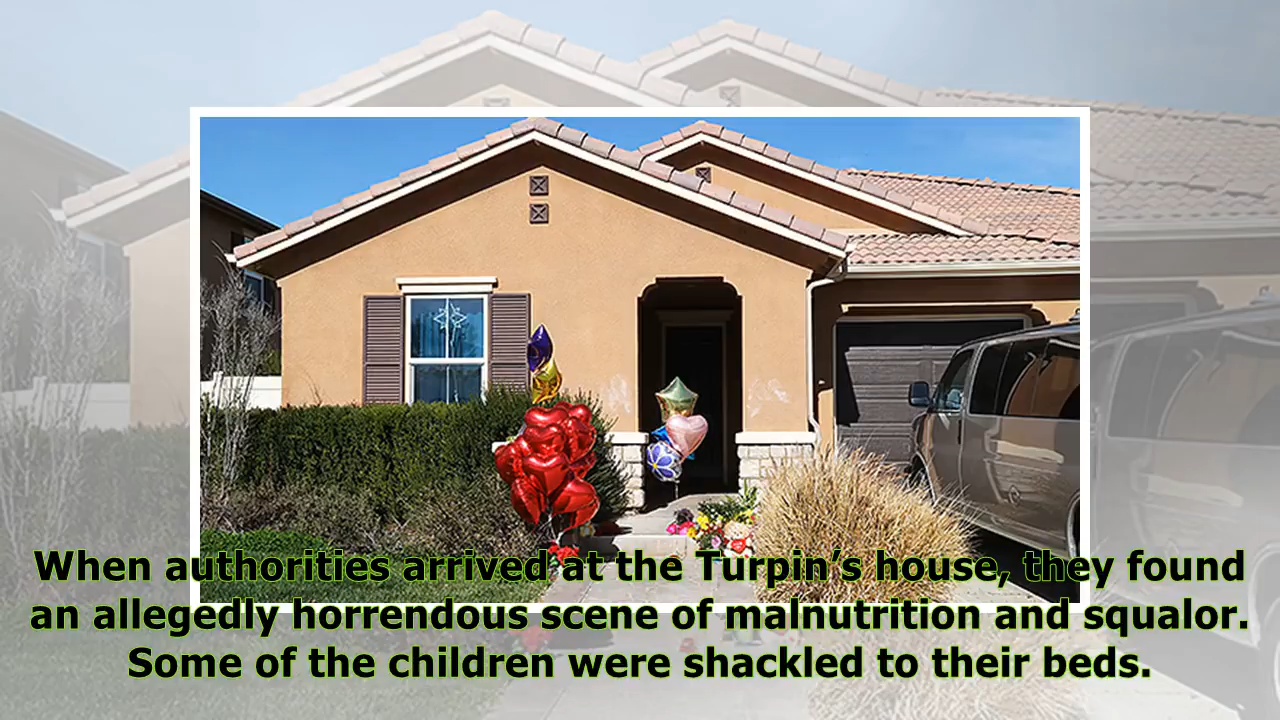 When authorities arrived at the Turpin’s house, they found
an allegedly horrendous scene of malnutrition and squalor.
Some of the children were shackled to their beds.